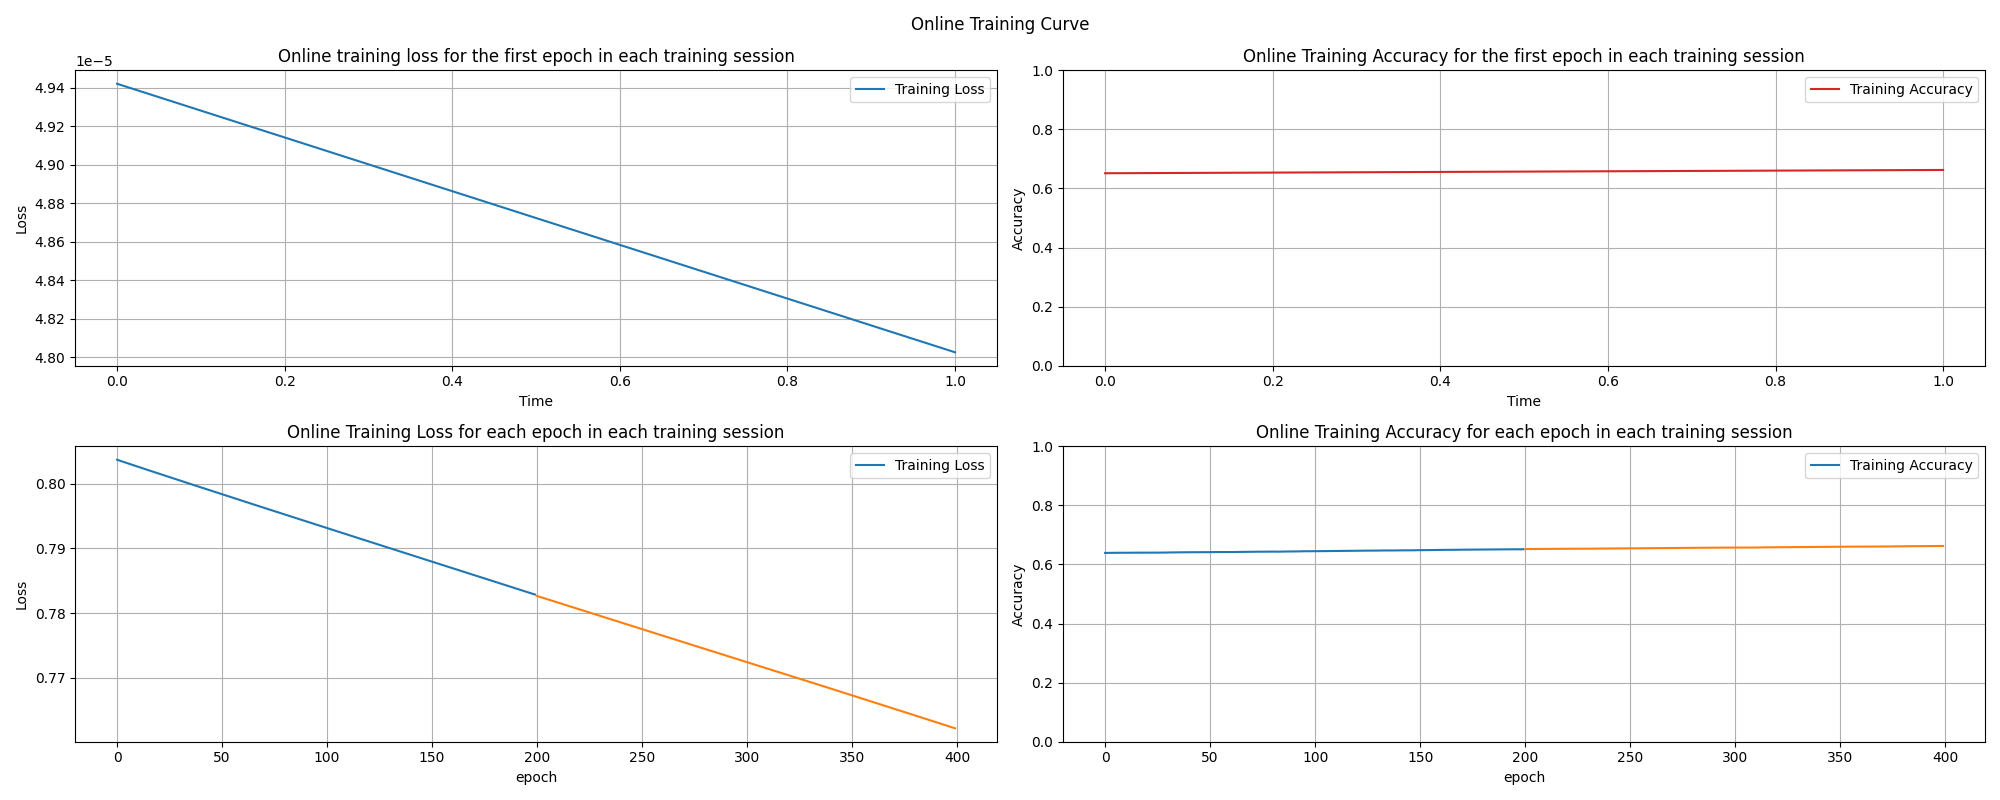 Online Training Curve
Online training loss for the first epoch in each training session
1e−5
4.94
4.92
4.90
4.88
4.86
4.84
4.82
4.80
Loss
Training Loss
0.0 0.2 0.4 0.6 0.8 1.0
Time
Online Training Accuracy for the first epoch in each training session
1.0
0.8
0.6
0.4
0.2
0.0
Accuracy
Training Accuracy
0.0 0.2 0.4 0.6 0.8 1.0
Time
Online Training Loss for each epoch in each training session
0.80
0.79
0.78
0.77
Loss
Training Loss
0 50 100 150 200 250 300 350 400
epoch
Online Training Accuracy for each epoch in each training session
1.0
0.8
0.6
0.4
0.2
0.0
Accuracy
Training Accuracy
0 50 100 150 200 250 300 350 400
epoch